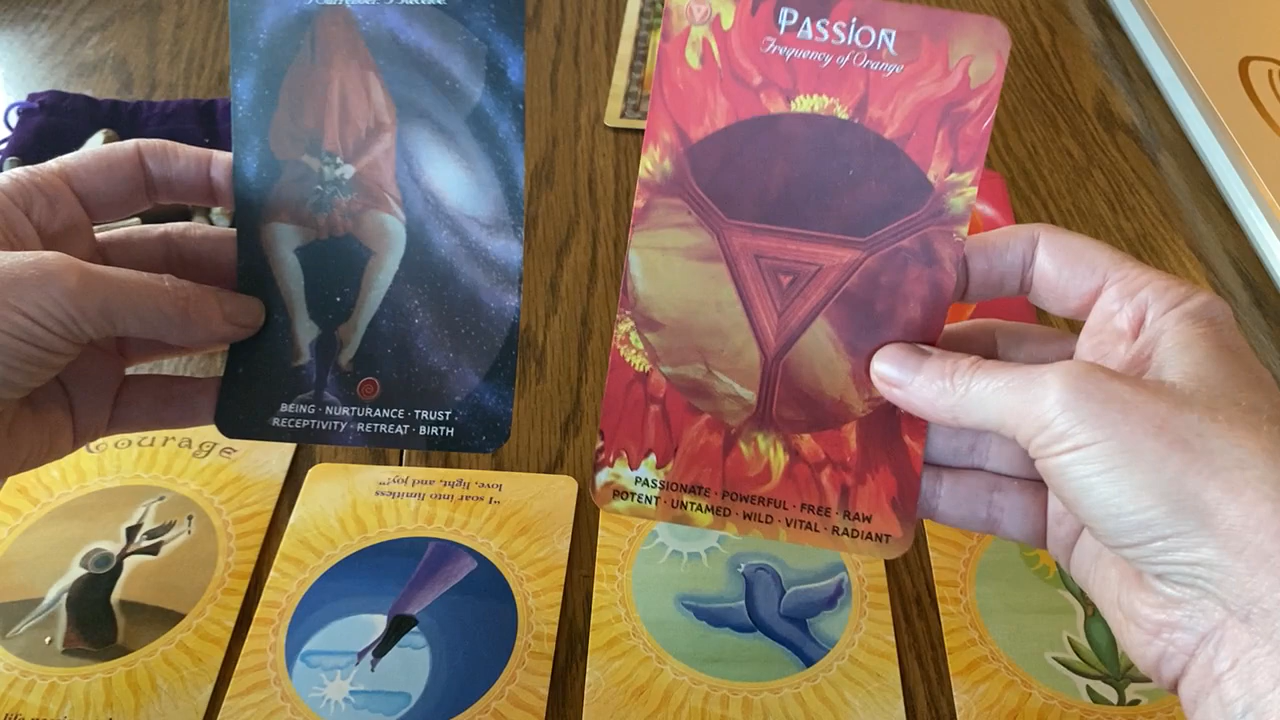 PASSION
Frequency of Orange
BEING · NURTURANCE · TRUST
RECEPTIVITY · RETREAT · BIRTH
PASSIONATE · POWERFUL · FREE · RAW
POTENT · UNTAMED · WILD · VITAL · RADIANT
Courage
"I soar into limitless
love, light, and joy!"